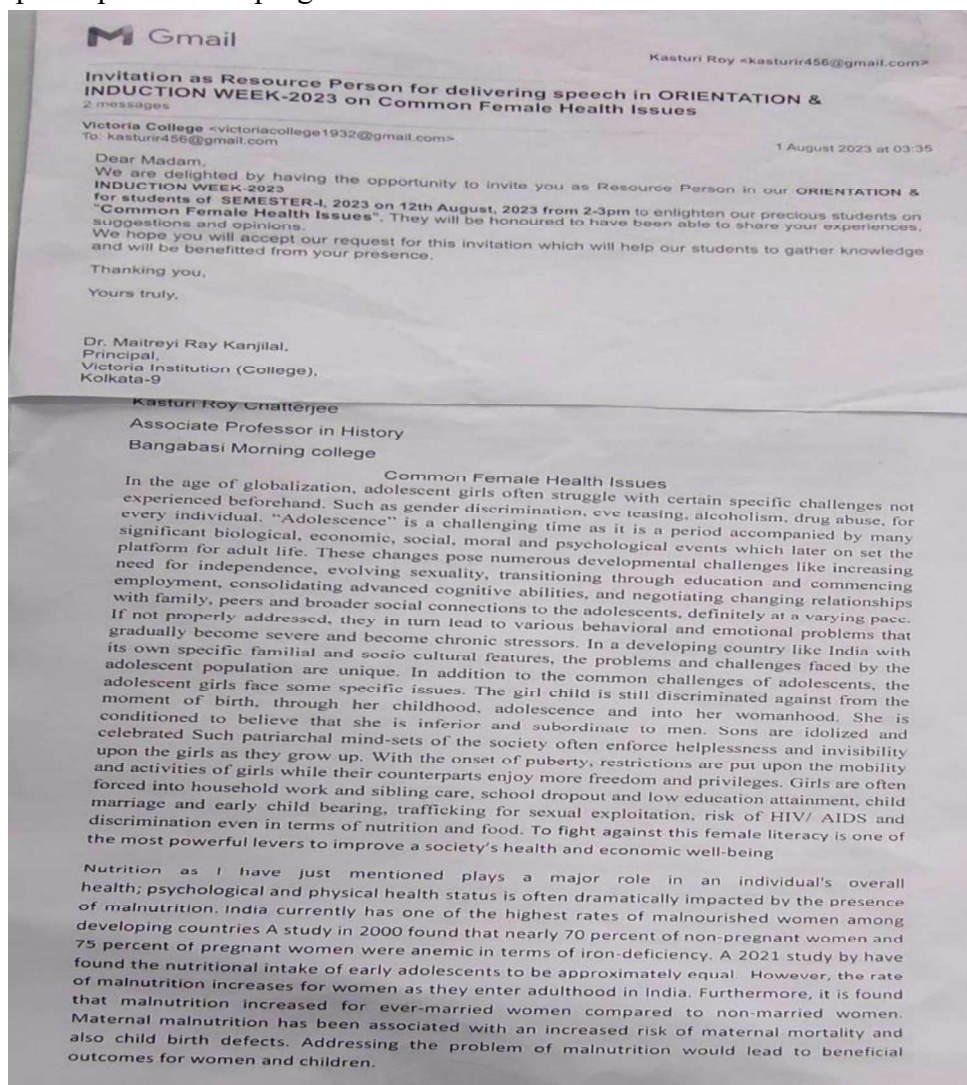 Gmail
Kasturi Roy <kasturir456@gmail.com>
Invitation as Resource Person for delivering speech in ORIENTATION &
INDUCTION WEEK-2023 on Common Female Health Issues
2 messages
Victoria College <victoriacollege1932@gmail.com>
To: kasturir456@gmail.com
1 August 2023 at 03:35
Dear Madam,
We are delighted by having the opportunity to invite you as Resource Person in our ORIENTATION &
INDUCTION WEEK-2023
for students of SEMESTER-I, 2023 on 12th August, 2023 from 2-3pm to enlighten our precious students on
"Common Female Health Issues". They will be honoured to have been able to share your experiences,
suggestions and opinions.
We hope you will accept our request for this invitation which will help our students to gather knowledge
and will be benefitted from your presence.
Thanking you,
Yours truly,
Dr. Maitreyi Ray Kanjilal,
Principal,
Victoria Institution (College),
Kolkata-9
Kasturi Roy Chatterjee
Associate Professor in History
Bangabasi Morning college
Common Female Health Issues
In the age of globalization, adolescent girls often struggle with certain specific challenges not
experienced beforehand. Such as gender discrimination, eve teasing, alcoholism, drug abuse, for
every individual. "Adolescence" is a challenging time as it is a period accompanied by many
significant biological, economic, social, moral and psychological events which later on set the
platform for adult life. These changes pose numerous developmental challenges like increasing
need for independence, evolving sexuality, transitioning through education and commencing
employment, consolidating advanced cognitive abilities, and negotiating changing relationships
with family, peers and broader social connections to the adolescents, definitely at a varying pace.
If not properly addressed, they in turn lead to various behavioral and emotional problems that
gradually become severe and become chronic stressors. In a developing country like India with
its own specific familial and socio cultural features, the problems and challenges faced by the
adolescent population are unique. In addition to the common challenges of adolescents, the
adolescent girls face some specific issues. The girl child is still discriminated against from the
moment of birth, through her childhood, adolescence and into her womanhood. She is
conditioned to believe that she is inferior and subordinate to men. Sons are idolized and
celebrated Such patriarchal mind-sets of the society often enforce helplessness and invisibility
upon the girls as they grow up. With the onset of puberty, restrictions are put upon the mobility
and activities of girls while their counterparts enjoy more freedom and privileges. Girls are often
forced into household work and sibling care, school dropout and low education attainment, child
marriage and early child bearing, trafficking for sexual exploitation, risk of HIV/ AIDS and
discrimination even in terms of nutrition and food. To fight against this female literacy is one of
the most powerful levers to improve a society's health and economic well-being
Nutrition as I have just mentioned plays a major role in an individual's overall
health; psychological and physical health status is often dramatically impacted by the presence
of malnutrition. India currently has one of the highest rates of malnourished women among
developing countries A study in 2000 found that nearly 70 percent of non-pregnant women and
75 percent of pregnant women were anemic in terms of iron-deficiency. A 2021 study by have
found the nutritional intake of early adolescents to be approximately equal. However, the rate
of malnutrition increases for women as they enter adulthood in India. Furthermore, it is found
that malnutrition increased for ever-married women compared to non-married women.
Maternal malnutrition has been associated with an increased risk of maternal mortality and
also child birth defects. Addressing the problem of malnutrition would lead to beneficial
outcomes for women and children.